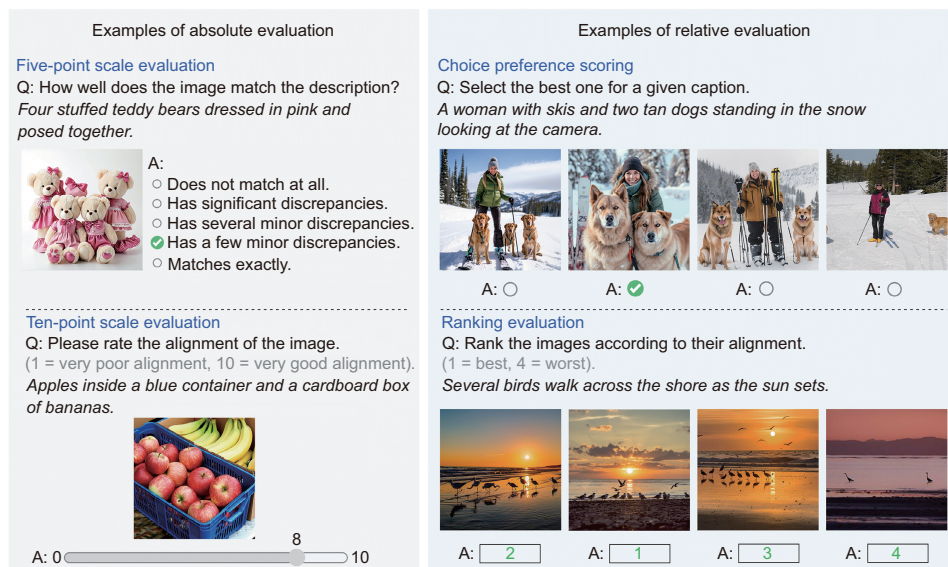 Examples of absolute evaluation
Five-point scale evaluation
Q: How well does the image match the description?
Four stuffed teddy bears dressed in pink and
posed together.
A:
Does not match at all.
Has significant discrepancies.
Has several minor discrepancies.
Has a few minor discrepancies.
Matches exactly.
Ten-point scale evaluation
Q: Please rate the alignment of the image.
(1 = very poor alignment, 10 = very good alignment).
Apples inside a blue container and a cardboard box
of bananas.
8
A: 0 10
Examples of relative evaluation
Choice preference scoring
Q: Select the best one for a given caption.
A woman with skis and two tan dogs standing in the snow
looking at the camera.
A: A: A: A:
Ranking evaluation
Q: Rank the images according to their alignment.
(1 = best, 4 = worst).
Several birds walk across the shore as the sun sets.
A: 2 A: 1 A: 3 A: 4